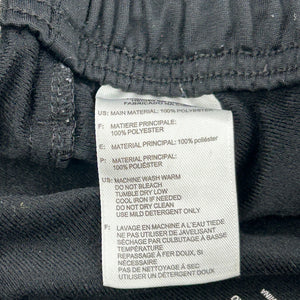 FABRICADO
US: MAIN MATERIAL:
100% POLYESTER
F: MATIERE PRINCIPALE:
100% POLYESTER
E: MATERIAL PRINCIPAL:
100% poliéster
P: MATERIAL PRINCIPAL:
100% poliéster
US: MACHINE WASH WARM
DO NOT BLEACH
TUMBLE DRY LOW
COOL IRON IF NEEDED
DO NOT DRY CLEAN
USE MILD DETERGENT ONLY
F: LAVAGE EN MACHINE A L'EAU TIEDE
NE PAS UTILISER DE JAVELISANT
SÉCHAGE PAR CULBUTAGE À BASSE
TEMPÉRATURE
REPASSAGE À FER DOUX, SI
NÉCESSAIRE
PAS DE NETTOYAGE À SEC
UTILISER UN DÉTERGENT DOUX